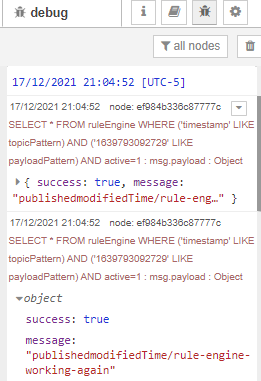 debug
i
all nodes
17/12/2021 21:04:52 [UTC-5]
17/12/2021 21:04:52 node: ef984b336c87777c
SELECT * FROM ruleEngine WHERE ('timestamp' LIKE
topicPattern) AND ('1639793092729' LIKE
payloadPattern) AND active=1 : msg.payload : Object
{ success: true, message:
"publishedmodifiedTime/rule-eng…" }
17/12/2021 21:04:52 node: ef984b336c87777c
SELECT * FROM ruleEngine WHERE ('timestamp' LIKE
topicPattern) AND ('1639793092729' LIKE
payloadPattern) AND active=1 : msg.payload : Object
object
success: true
message:
"publishedmodifiedTime/rule-engine-
working-again"